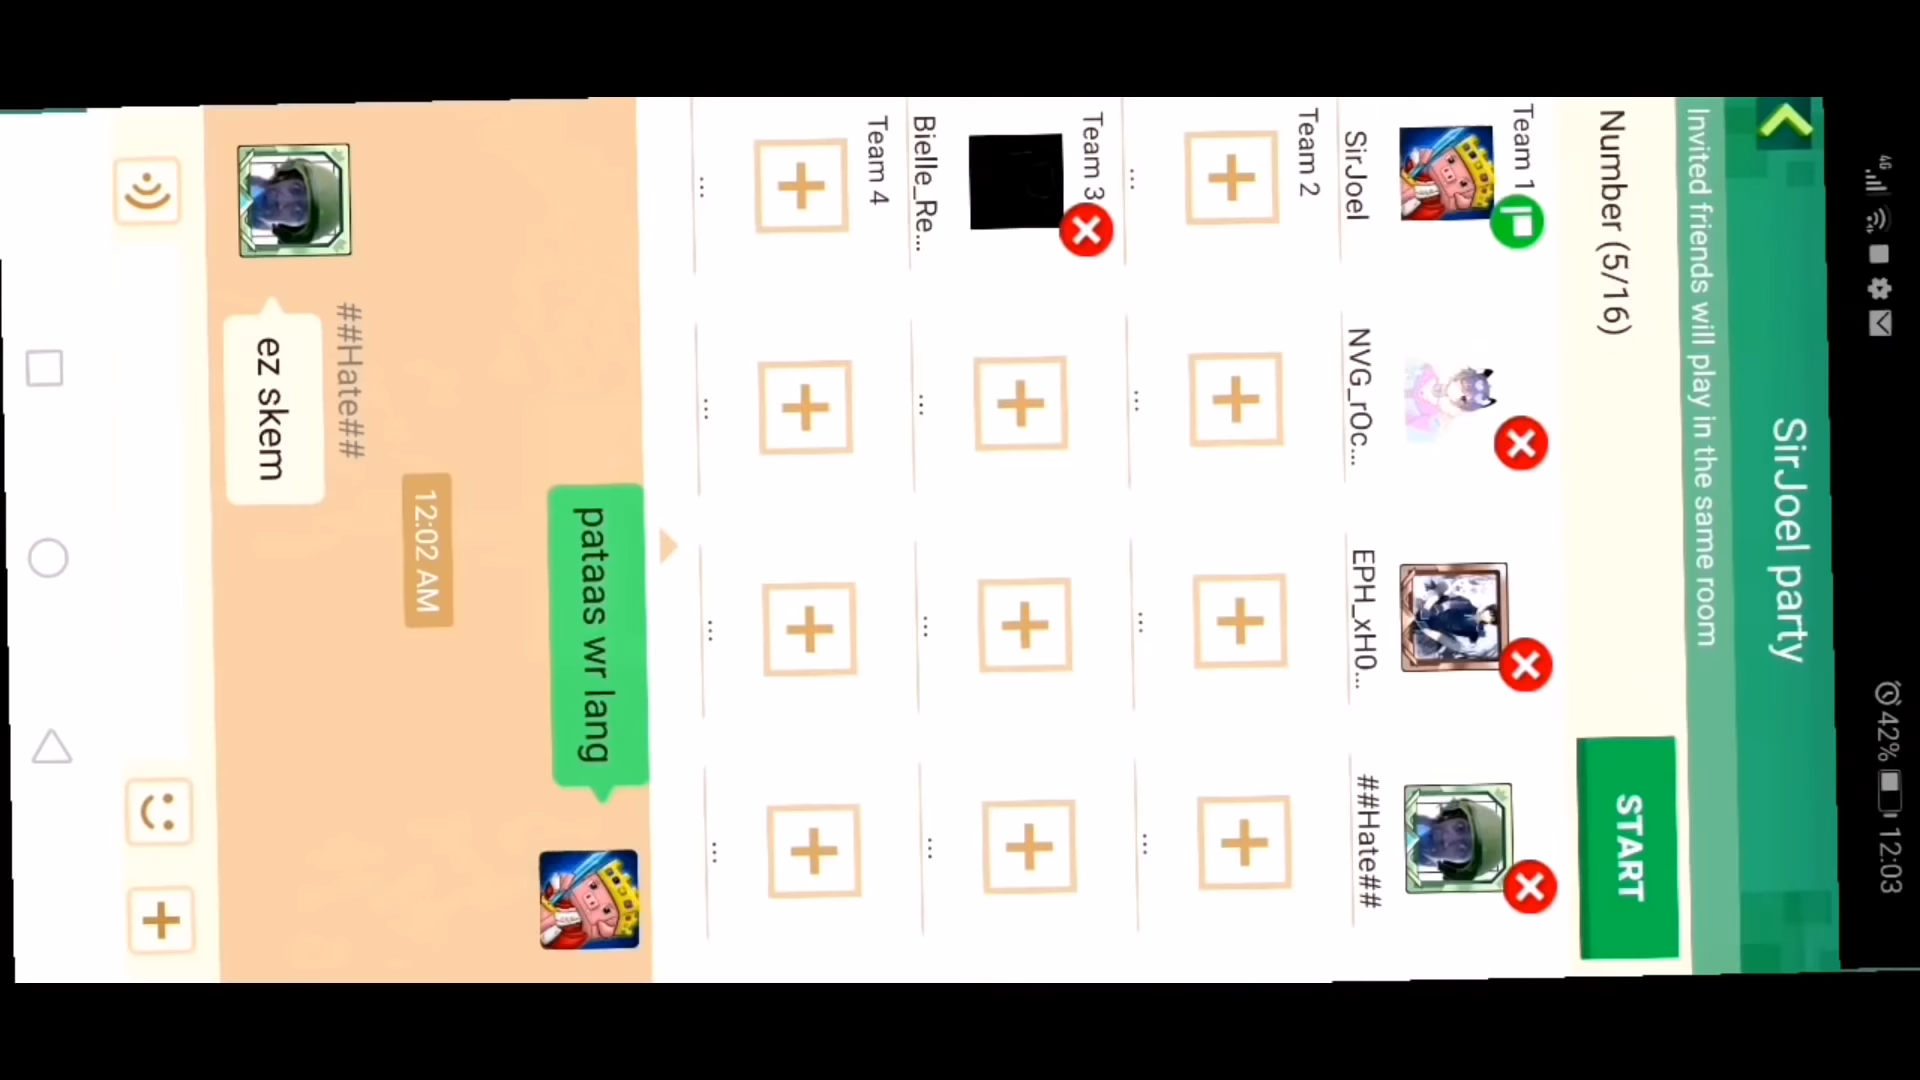 4G
42% 12:03
SirJoel party
Invited friends will play in the same room
Number (5/16)
START
Team 1
SirJoel
NVG_rOc...
EPH_xH0...
##Hate##
Team 2
... ... ... ...
Team 3
Bielle_Re...
... ... ...
Team 4
... ... ... ...
pataas wr lang
12:02 AM
##Hate##
ez skem